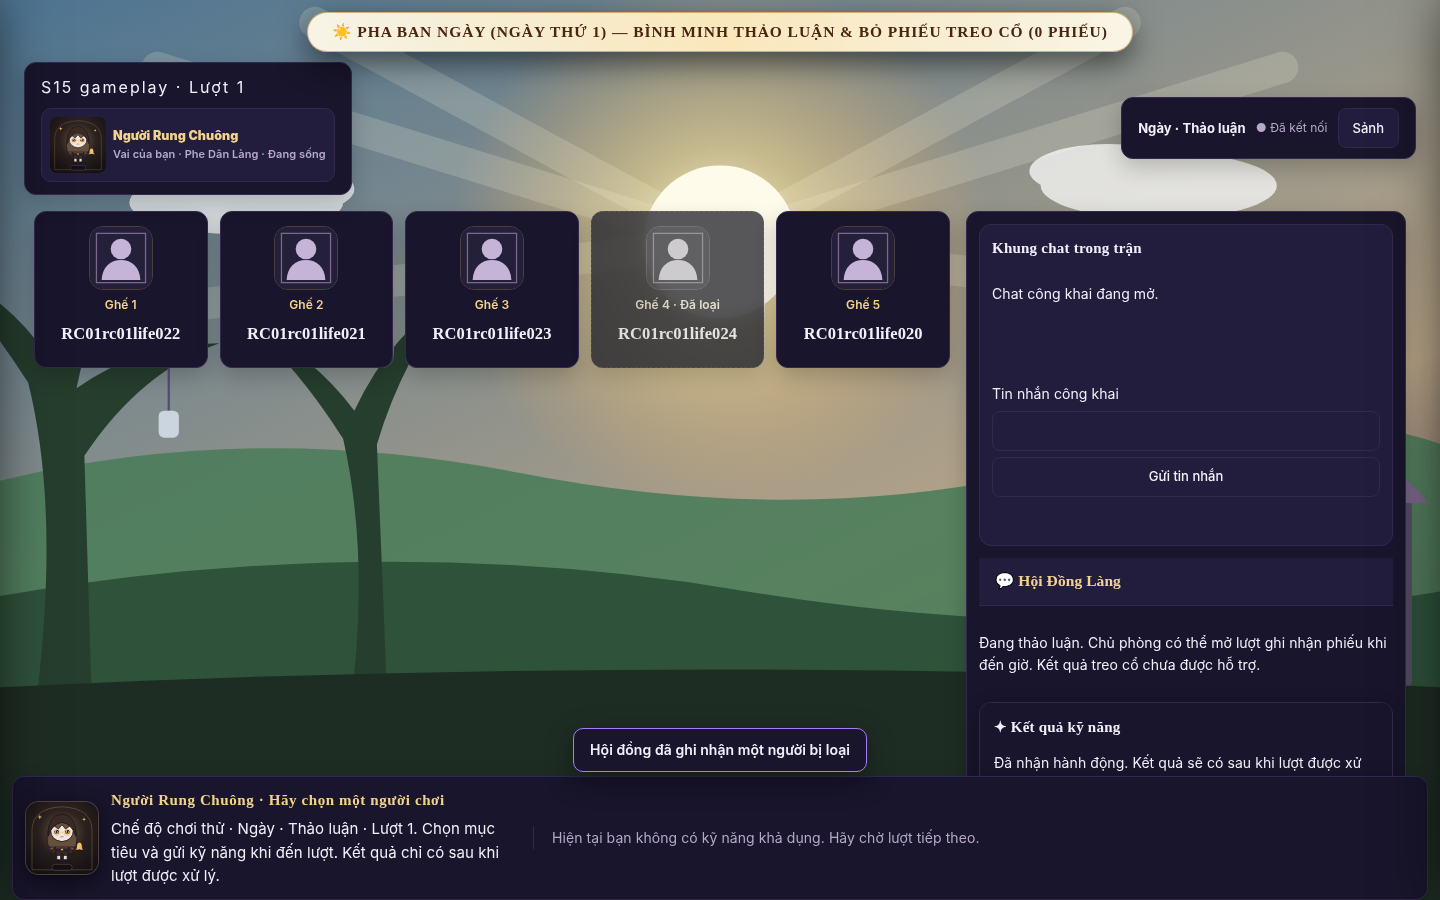 ☀️ PHA BAN NGÀY (NGÀY THỨ 1) — BÌNH MINH THẢO LUẬN & BỎ PHIẾU TREO CỔ (0 PHIẾU)
S15 gameplay · Lượt 1
Người Rung Chuông
Vai của bạn · Phe Dân Làng · Đang sống
Ngày · Thảo luận
Đã kết nối
Sảnh
Ghế 1
RC01rc01life022
Ghế 2
RC01rc01life021
Ghế 3
RC01rc01life023
Ghế 4 · Đã loại
RC01rc01life024
Ghế 5
RC01rc01life020
Khung chat trong trận
Chat công khai đang mở.
Tin nhắn công khai
Gửi tin nhắn
💬 Hội Đồng Làng
Đang thảo luận. Chủ phòng có thể mở lượt ghi nhận phiếu khi
đến giờ. Kết quả treo cổ chưa được hỗ trợ.
✦ Kết quả kỹ năng
Đã nhận hành động. Kết quả sẽ có sau khi lượt được xử
Hội đồng đã ghi nhận một người bị loại
Người Rung Chuông · Hãy chọn một người chơi
Chế độ chơi thử · Ngày · Thảo luận · Lượt 1. Chọn mục
tiêu và gửi kỹ năng khi đến lượt. Kết quả chỉ có sau khi
lượt được xử lý.
Hiện tại bạn không có kỹ năng khả dụng. Hãy chờ lượt tiếp theo.